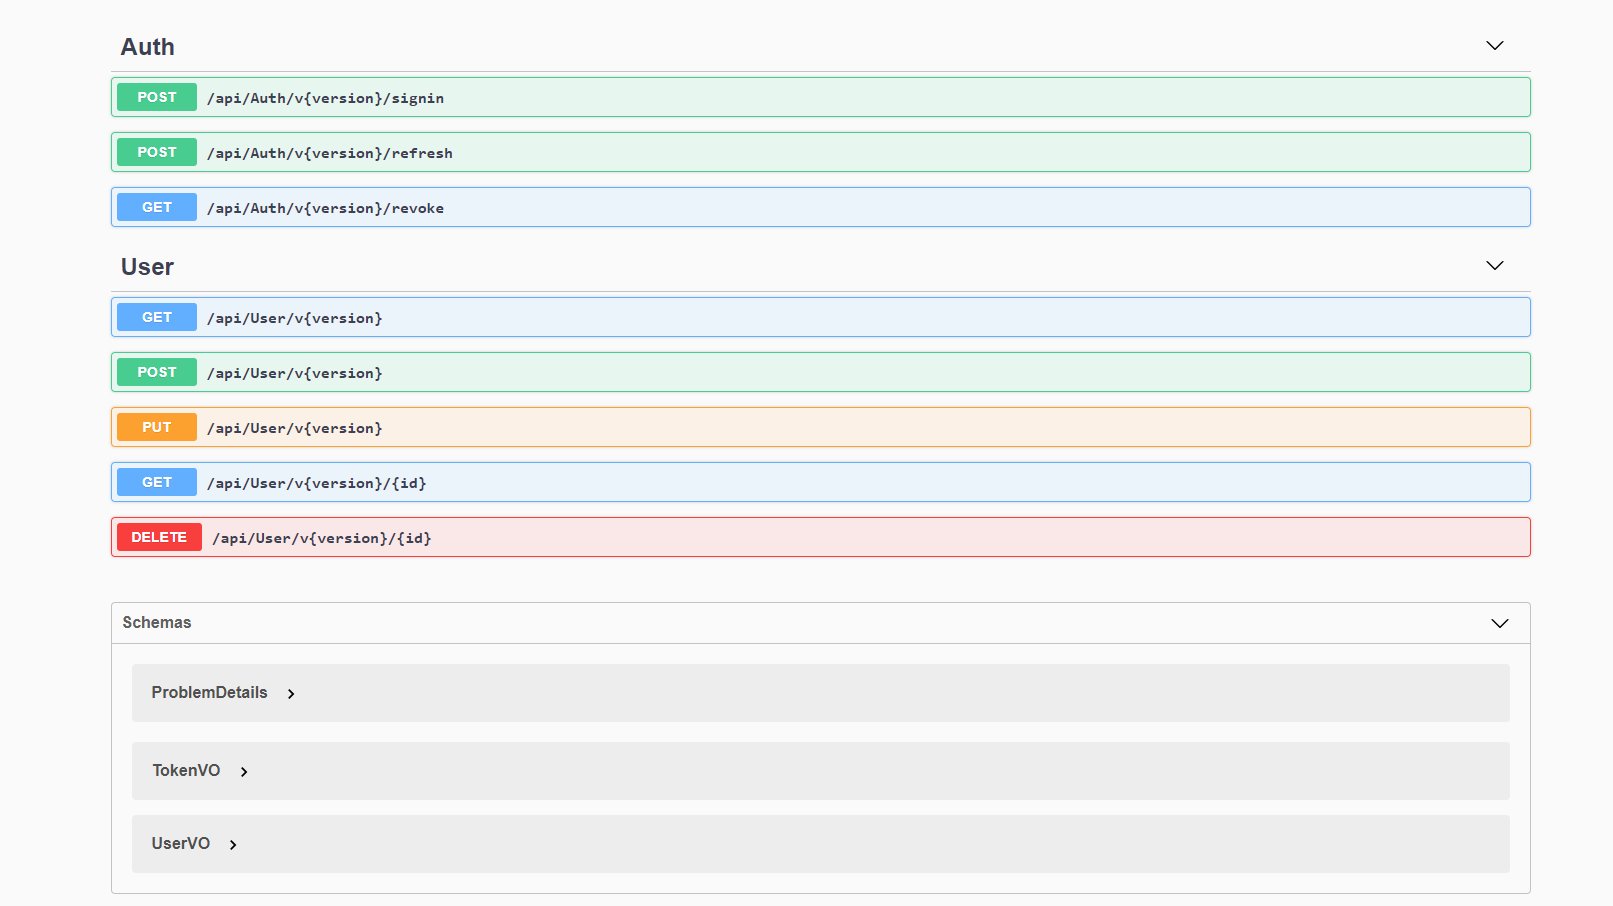 Auth
POST /api/Auth/v{version}/signin
POST /api/Auth/v{version}/refresh
GET /api/Auth/v{version}/revoke
User
GET /api/User/v{version}
POST /api/User/v{version}
PUT /api/User/v{version}
GET /api/User/v{version}/{id}
DELETE /api/User/v{version}/{id}
Schemas
ProblemDetails
TokenVO
UserVO